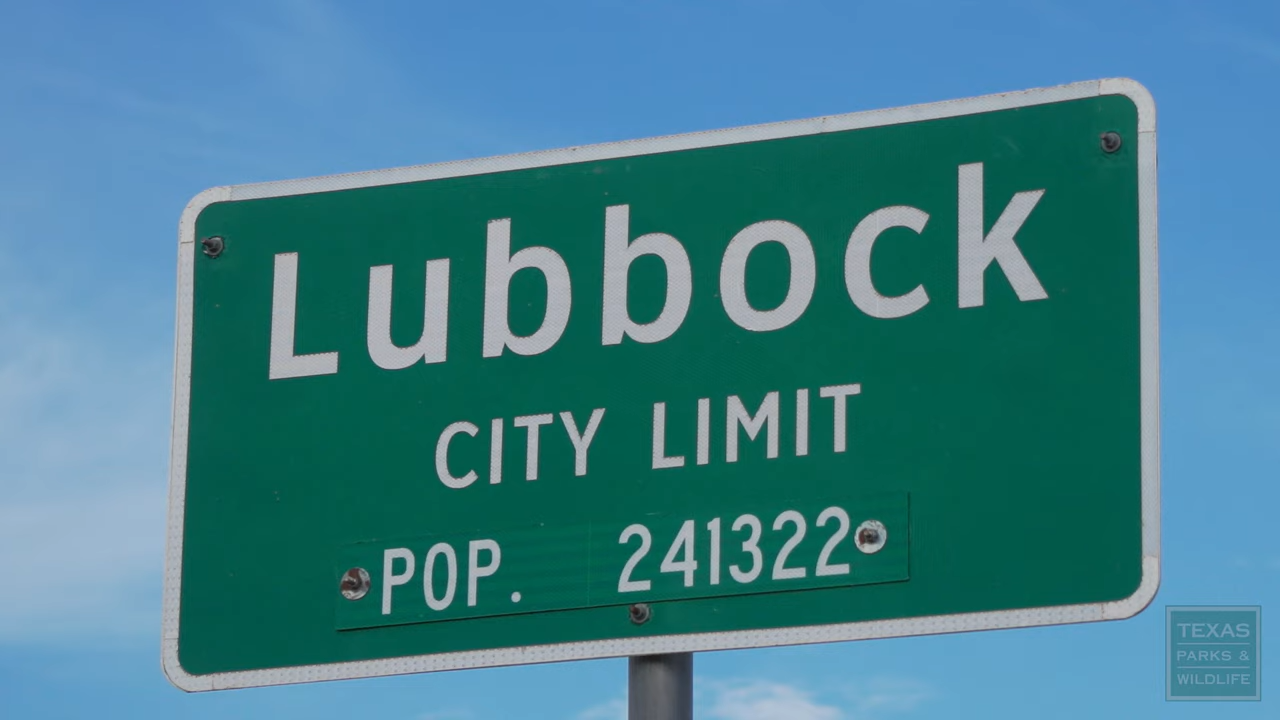 Lubbock
CITY LIMIT
POP. 241322
TEXAS
PARKS &
WILDLIFE